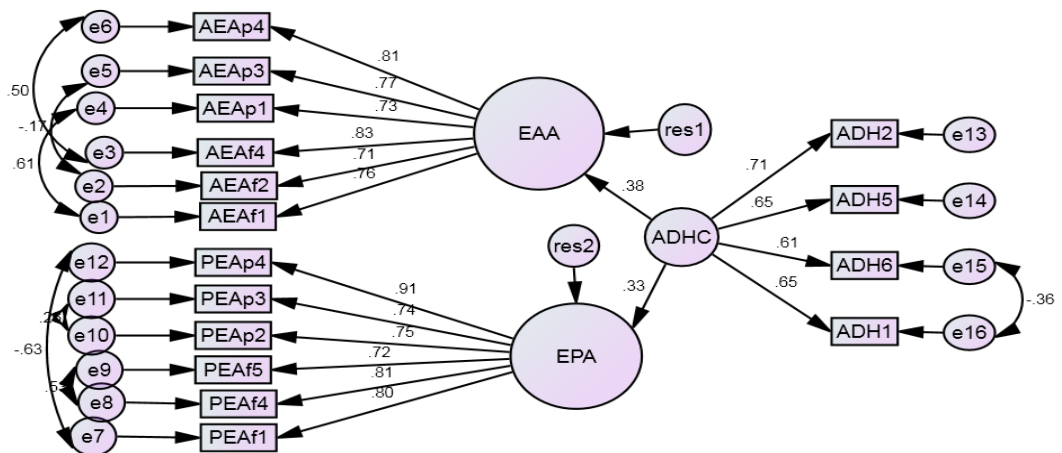 e6
AEAp4
.81
e5
AEAp3
.77
.50
e4
AEAp1
.73
EAA
res1
-.17
e3
AEAf4
.83
ADH2
e13
.61
e2
AEAf2
.71
.71
e1
AEAf1
.76
.38
.65
ADH5
e14
res2
ADHC
e12
PEAp4
.91
.33
.61
ADH6
e15
e11
PEAp3
.74
.65
-.36
e10
PEAp2
.75
ADH1
e16
-.63
e9
PEAf5
.72
EPA
e8
PEAf4
.81
e7
PEAf1
.80